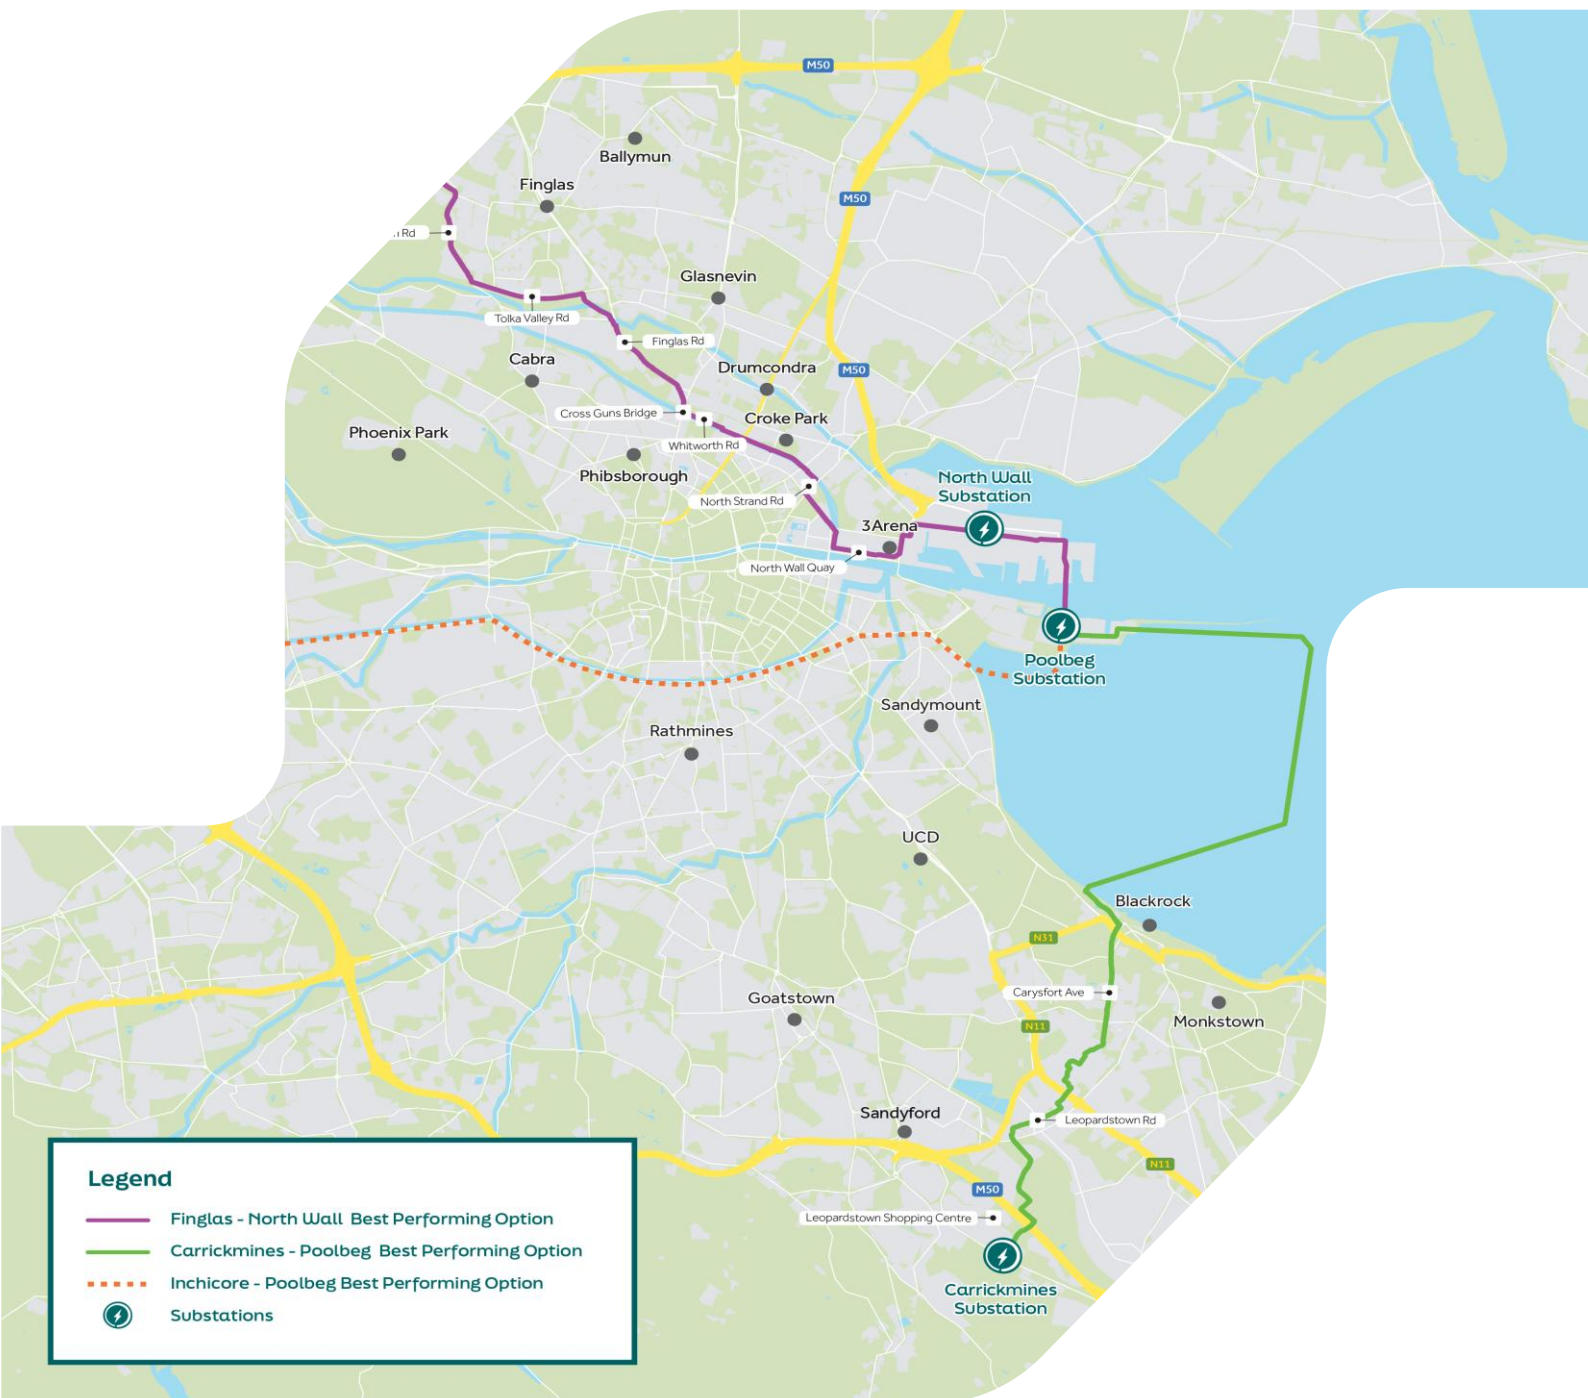 M50
Ballymun
Finglas
M50
Rd
Glasnevin
Tolka Valley Rd
Finglas Rd
Cabra
Drumcondra
M50
Cross Guns Bridge
Croke Park
Phoenix Park
Whitworth Rd
Phibsborough
North Wall
Substation
North Strand Rd
3Arena
North Wall Quay
Poolbeg
Substation
Sandymount
Rathmines
UCD
Blackrock
N31
Carysfort Ave
Goatstown
Monkstown
N11
Sandyford
Leopardstown Rd
N11
M50
Leopardstown Shopping Centre
Carrickmines
Substation
Legend
Finglas - North Wall Best Performing Option
Carrickmines - Poolbeg Best Performing Option
Inchicore - Poolbeg Best Performing Option
Substations